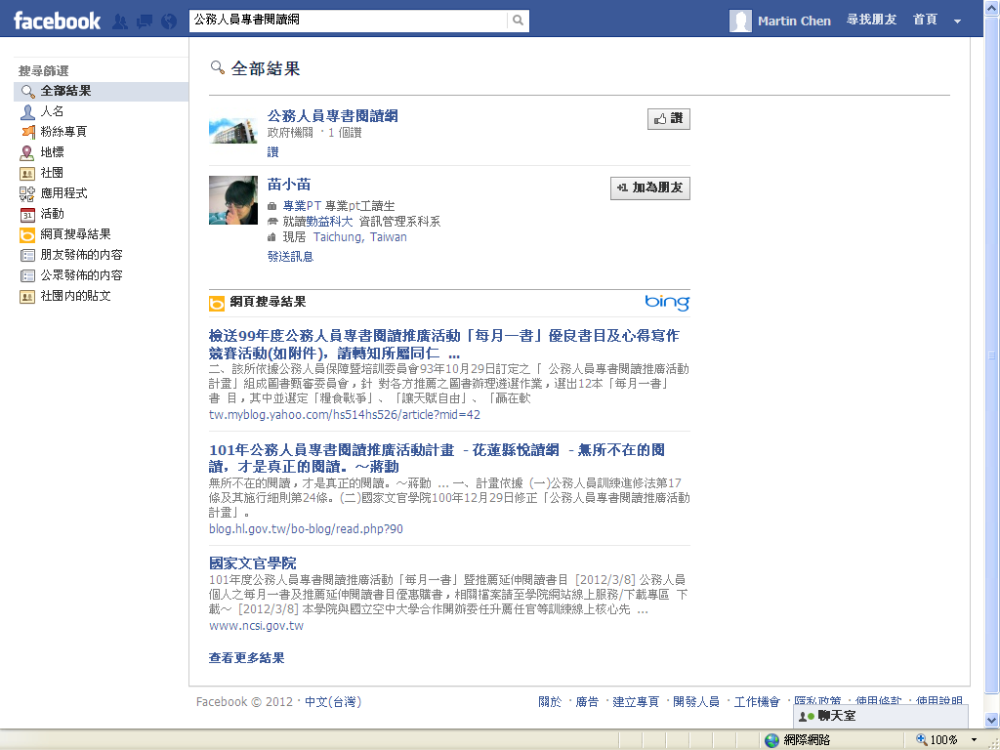 facebook
公務人員專書閱讀網
Martin Chen 尋找朋友 首頁
搜尋篩選
全部結果
人名
粉絲專頁
地標
社團
應用程式
活動
網頁搜尋結果
朋友發佈的內容
公眾發佈的內容
社團內的貼文
全部結果
公務人員專書閱讀網
政府機關 · 1 個讚
讚
讚
苗小苗
+1 加為朋友
專業PT 專業pt工讀生
就讀勤益科大 資訊管理系科系
現居 Taichung, Taiwan
發送訊息
網頁搜尋結果
bing
檢送99年度公務人員專書閱讀推廣活動「每月一書」優良書目及心得寫作
競賽活動(如附件)，請轉知所屬同仁 ...
二、該所依據公務人員保障暨培訓委員會93年10月29日訂定之「 公務人員專書閱讀推廣活動
計畫」組成圖書甄審委員會，針 對各方推薦之圖書辦理遴選作業，選出12本「每月一書」
書 目，其中並選定「糧食戰爭」、「讓天賦自由」、「贏在軟
tw.myblog.yahoo.com/hs514hs526/article?mid=42
101年公務人員專書閱讀推廣活動計畫 - 花蓮縣悅讀網 - 無所不在的閱
讀，才是真正的閱讀。～蔣勳
無所不在的閱讀，才是真正的閱讀。～蔣勳 ... 一、計畫依據 (一)公務人員訓練進修法第17
條及其施行細則第24條。(二)國家文官學院100年12月29日修正「公務人員專書閱讀推廣活動
計畫」。
blog.hl.gov.tw/bo-blog/read.php?90
國家文官學院
101年度公務人員專書閱讀推廣活動「每月一書」暨推薦延伸閱讀書目 [2012/3/8] 公務人員
個人之每月一書及推薦延伸閱讀書目優惠購書，相關檔案請至學院網站線上服務/下載專區 下
載～ [2012/3/8] 本學院與國立空中大學合作開辦委任升薦任官等訓練線上核心先 ...
www.ncsi.gov.tw
查看更多結果
Facebook © 2012 · 中文(台灣)
關於 · 廣告 · 建立專頁 · 開發人員 · 工作機會 · 隱私政策 · 使用條款 · 使用說明
聊天室
網際網路
100%